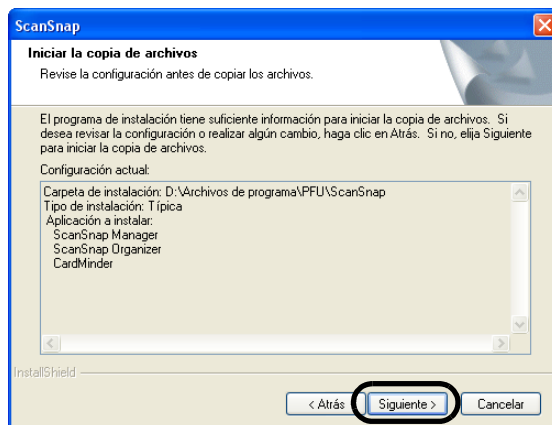 ScanSnap
Iniciar la copia de archivos
Revise la configuración antes de copiar los archivos.
El programa de instalación tiene suficiente información para iniciar la copia de archivos. Si
desea revisar la configuración o realizar algún cambio, haga clic en Atrás. Si no, elija Siguiente
para iniciar la copia de archivos.
Configuración actual:
Carpeta de instalación: D:\Archivos de programa\PFU\ScanSnap
Tipo de instalación: Típica
Aplicación a instalar:
ScanSnap Manager
ScanSnap Organizer
CardMinder
InstallShield
< Atrás
Siguiente >
Cancelar